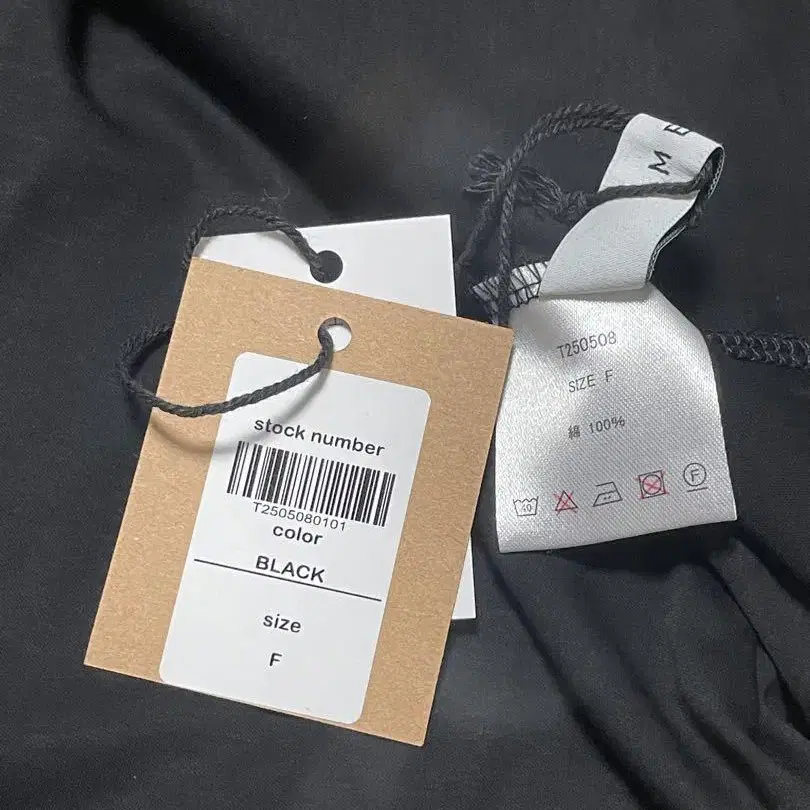 stock number
T2505080101
color
BLACK
size
F
M E
T250508
SIZE F
綿 100%
40
F